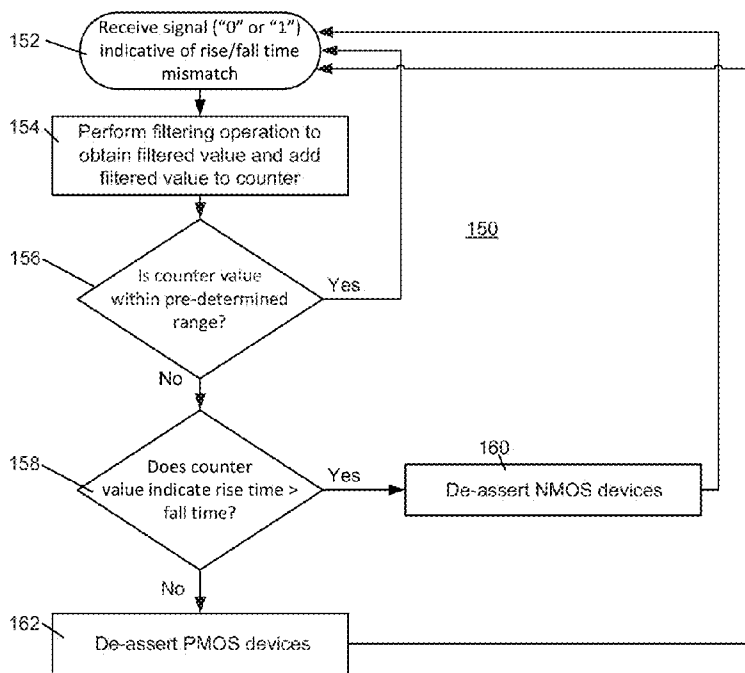 152
Receive signal ("0" or "1")
indicative of rise/fall time
mismatch
154
Perform filtering operation to
obtain filtered value and add
filtered value to counter
150
156
Is counter value
within pre-determined
range?
Yes
No
158
Does counter
value indicate rise time >
fall time?
Yes
160
De-assert NMOS devices
No
162
De-assert PMOS devices